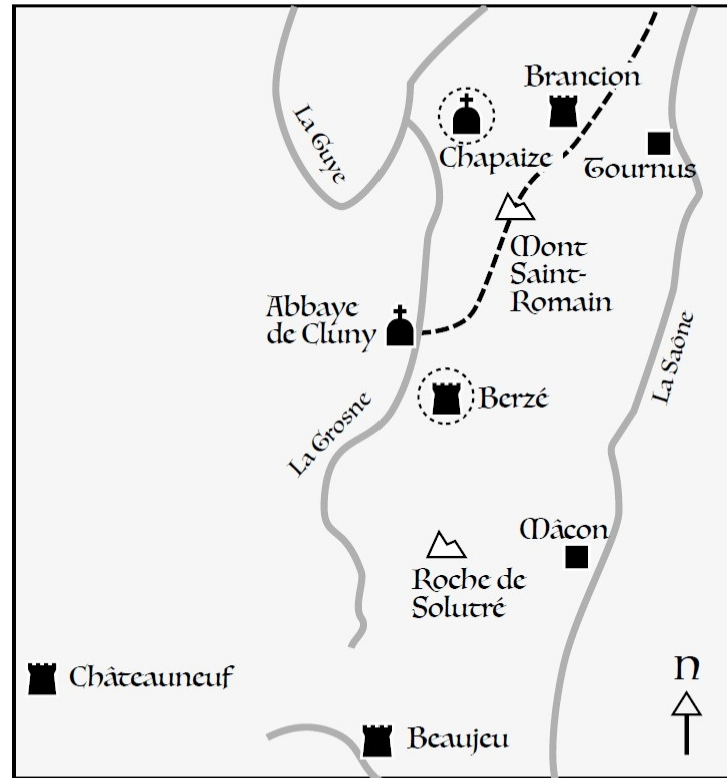 Brancion
La Guye
Chapaize
Tournus
Mont
Saint-
Romain
Abbaye
de Cluny
La Saône
Berzé
La Grosne
Mâcon
Roche de
Solutré
N
Châteauneuf
Beaujeu